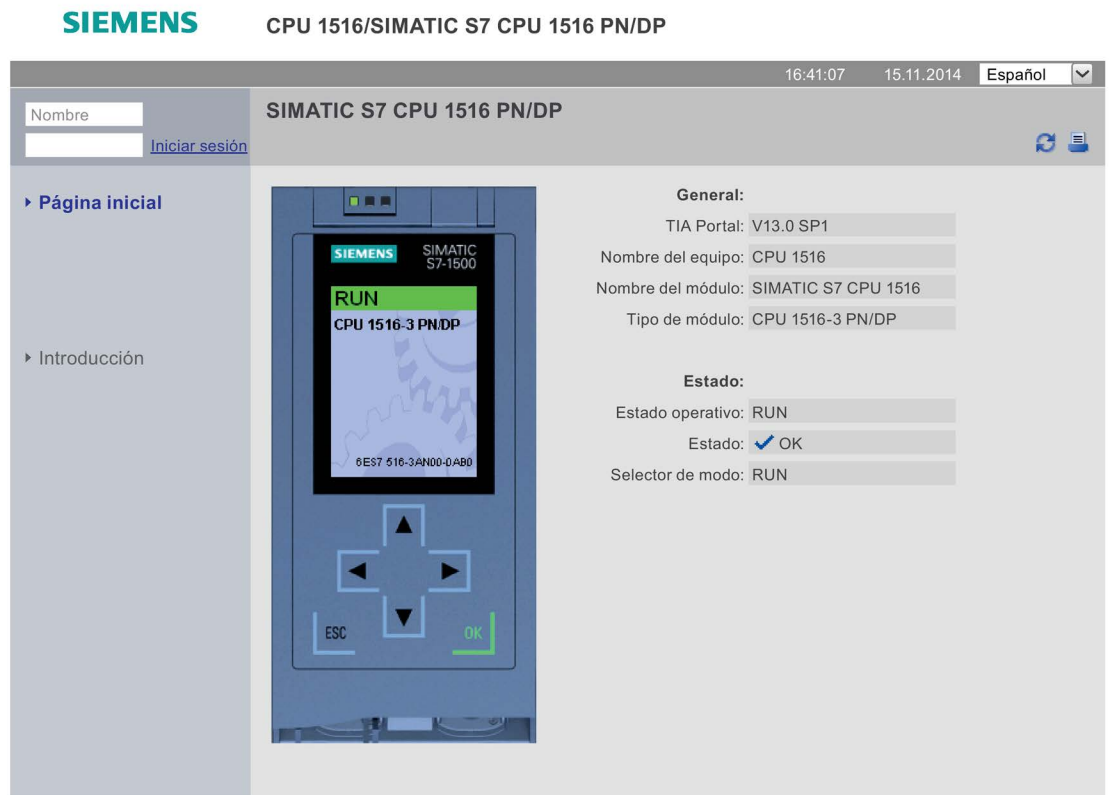 SIEMENS
CPU 1516/SIMATIC S7 CPU 1516 PN/DP
16:41:07 15.11.2014 Español
Nombre
Iniciar sesión
SIMATIC S7 CPU 1516 PN/DP
Página inicial
Introducción
SIEMENS
SIMATIC
S7-1500
RUN
CPU 1516-3 PN/DP
6ES7 516-3AN00-0AB0
ESC
OK
General:
TIA Portal: V13.0 SP1
Nombre del equipo: CPU 1516
Nombre del módulo: SIMATIC S7 CPU 1516
Tipo de módulo: CPU 1516-3 PN/DP
Estado:
Estado operativo: RUN
Estado: OK
Selector de modo: RUN